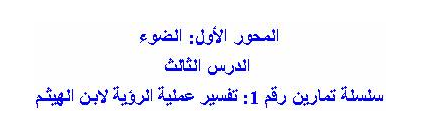 المحور الأول: الضوء
الدرس الثالث
سلسلة تمارين رقم 1: تفسير عملية الرؤية لابن الهيثم